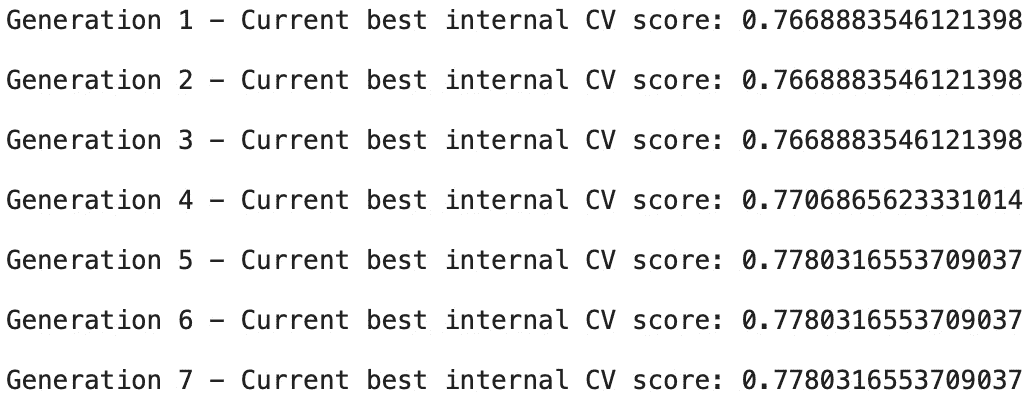 Generation 1 – Current best internal CV score: 0.7668883546121398
Generation 2 – Current best internal CV score: 0.7668883546121398
Generation 3 – Current best internal CV score: 0.7668883546121398
Generation 4 – Current best internal CV score: 0.7706865623331014
Generation 5 – Current best internal CV score: 0.7780316553709037
Generation 6 – Current best internal CV score: 0.7780316553709037
Generation 7 – Current best internal CV score: 0.7780316553709037